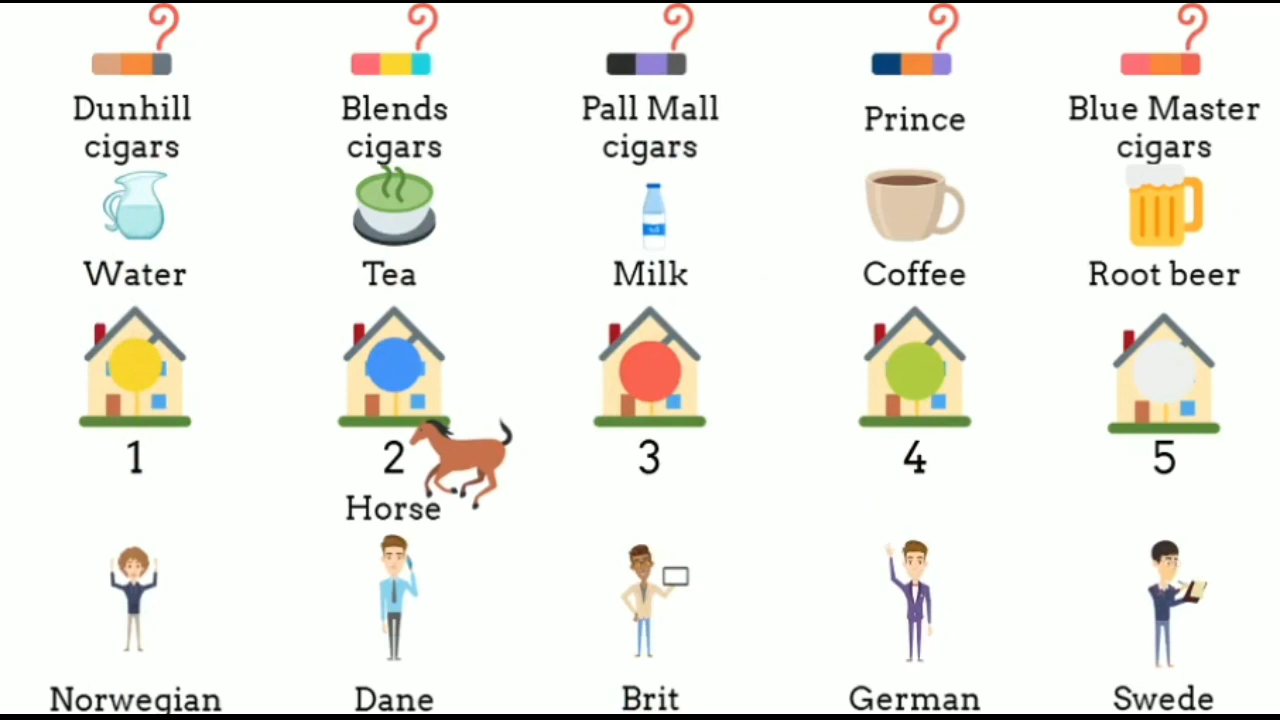 Dunhill cigars
Blends cigars
Pall Mall cigars
Prince
Blue Master cigars
Water
Tea
Milk
Coffee
Root beer
1
2
3
4
5
Horse
Norwegian
Dane
Brit
German
Swede